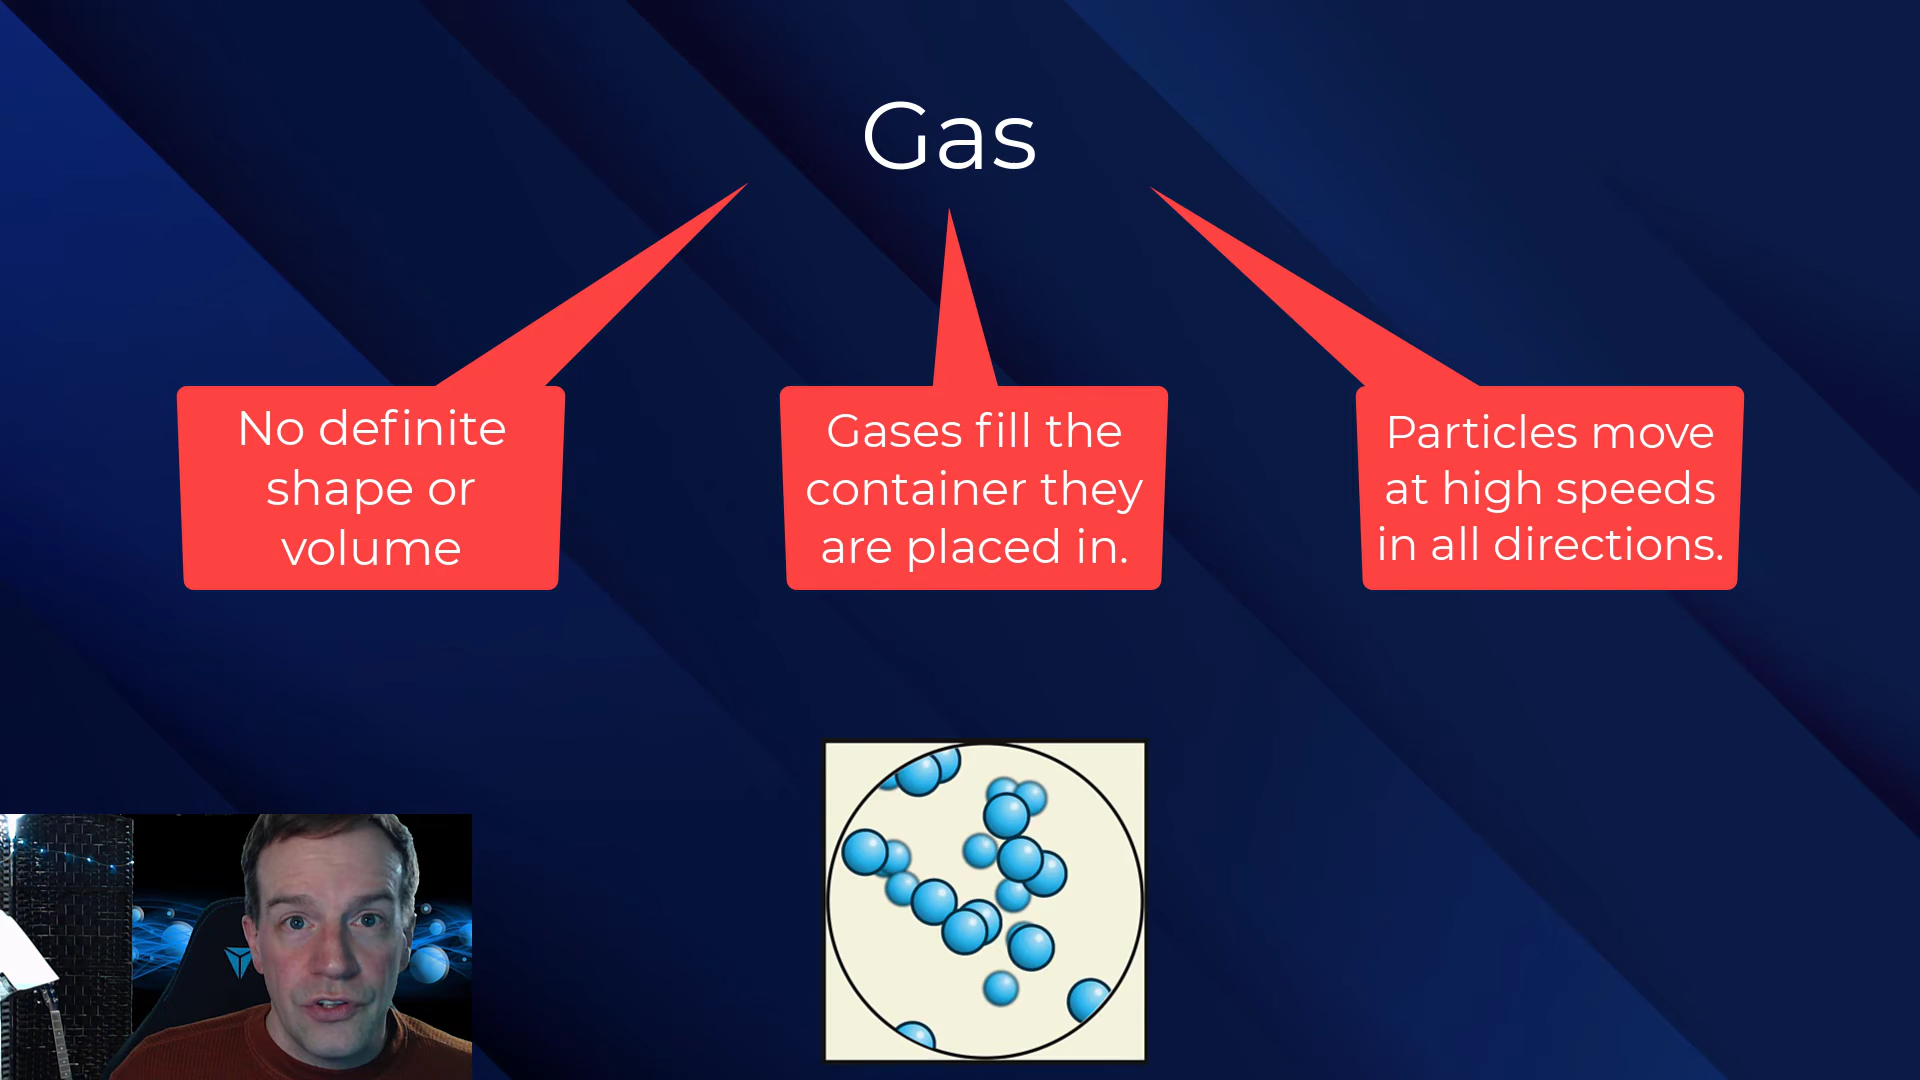 Gas
No definite
shape or
volume
Gases fill the
container they
are placed in.
Particles move
at high speeds
in all directions.